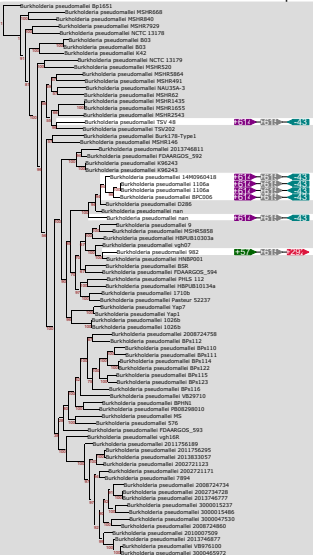 Burkholderia pseudomallei Bp1651
Burkholderia pseudomallei MSHR668
Burkholderia pseudomallei MSHR840
Burkholderia pseudomallei MSHR7929
Burkholderia pseudomallei NCTC 13178
Burkholderia pseudomallei B03
Burkholderia pseudomallei B03
Burkholderia pseudomallei K42
Burkholderia pseudomallei NCTC 13179
Burkholderia pseudomallei MSHR520
Burkholderia pseudomallei MSHR5864
Burkholderia pseudomallei MSHR491
Burkholderia pseudomallei NAU35A-3
Burkholderia pseudomallei MSHR62
Burkholderia pseudomallei MSHR1435
Burkholderia pseudomallei MSHR1655
Burkholderia pseudomallei MSHR2543
Burkholderia pseudomallei TSV 48
Burkholderia pseudomallei TSV202
Burkholderia pseudomallei Burk178-Type1
Burkholderia pseudomallei MSHR146
Burkholderia pseudomallei 2013746811
Burkholderia pseudomallei FDAARGOS_592
Burkholderia pseudomallei K96243
Burkholderia pseudomallei K96243
Burkholderia pseudomallei 14M0960418
Burkholderia pseudomallei 1106a
Burkholderia pseudomallei 1106a
Burkholderia pseudomallei BPC006
Burkholderia pseudomallei D286
Burkholderia pseudomallei nan
Burkholderia pseudomallei nan
Burkholderia pseudomallei 9
Burkholderia pseudomallei MSHR5858
Burkholderia pseudomallei HBPUB10303a
Burkholderia pseudomallei vgh07
Burkholderia pseudomallei 982
Burkholderia pseudomallei HNBP001
Burkholderia pseudomallei BSR
Burkholderia pseudomallei FDAARGOS_594
Burkholderia pseudomallei PHLS 112
Burkholderia pseudomallei HBPUB10134a
Burkholderia pseudomallei 1710b
Burkholderia pseudomallei Pasteur 52237
Burkholderia pseudomallei Yap7
Burkholderia pseudomallei Yap1
Burkholderia pseudomallei 1026b
Burkholderia pseudomallei 1026b
Burkholderia pseudomallei 2008724758
Burkholderia pseudomallei BPs112
Burkholderia pseudomallei BPs110
Burkholderia pseudomallei BPs111
Burkholderia pseudomallei BPs114
Burkholderia pseudomallei BPs122
Burkholderia pseudomallei BPs115
Burkholderia pseudomallei BPs123
Burkholderia pseudomallei BPs116
Burkholderia pseudomallei VB29710
Burkholderia pseudomallei BPHN1
Burkholderia pseudomallei PB08298010
Burkholderia pseudomallei MS
Burkholderia pseudomallei 576
Burkholderia pseudomallei FDAARGOS_593
Burkholderia pseudomallei vgh16R
Burkholderia pseudomallei 2011756189
Burkholderia pseudomallei 2011756295
Burkholderia pseudomallei 2013833057
Burkholderia pseudomallei 2002721123
Burkholderia pseudomallei 2002721171
Burkholderia pseudomallei 7894
Burkholderia pseudomallei 2008724734
Burkholderia pseudomallei 2002734728
Burkholderia pseudomallei 2013746777
Burkholderia pseudomallei 3000015237
Burkholderia pseudomallei 3000015486
Burkholderia pseudomallei 3000047530
Burkholderia pseudomallei 2008724860
Burkholderia pseudomallei 2010007509
Burkholderia pseudomallei 2013746877
Burkholderia pseudomallei VB976100
Burkholderia pseudomallei 3000465972